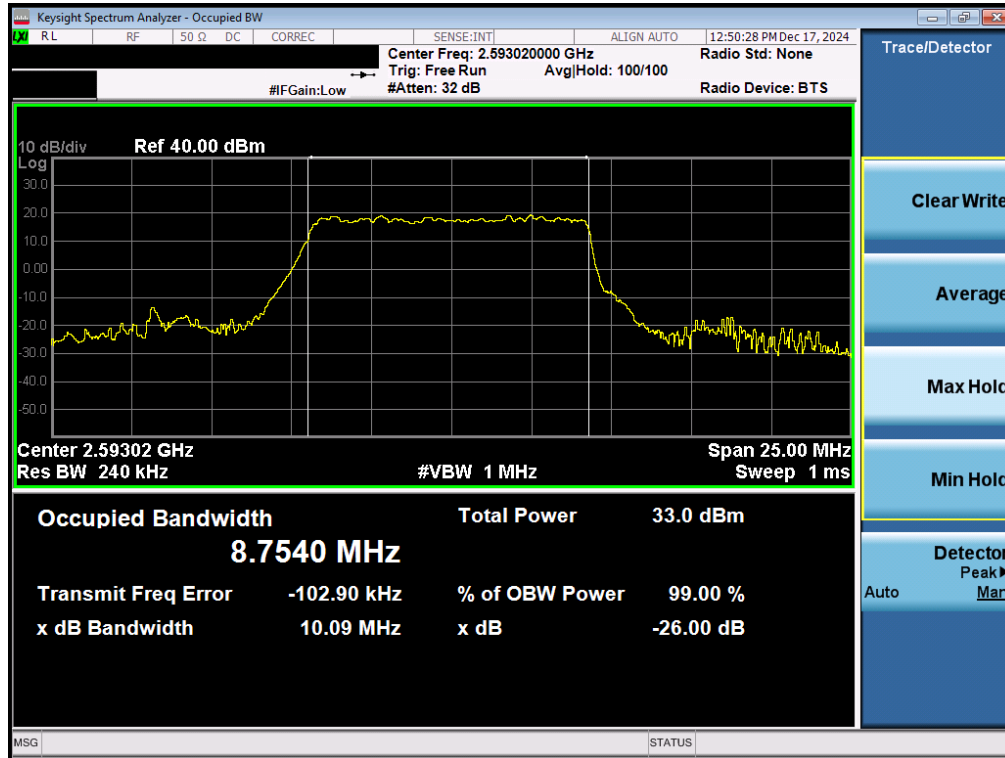 Keysight Spectrum Analyzer - Occupied BW
LXI RL RF 50 Ω DC CORREC SENSE:INT ALIGN AUTO 12:50:28 PM Dec 17, 2024
Center Freq: 2.593020000 GHz Radio Std: None
Trig: Free Run Avg|Hold: 100/100
#IFGain:Low #Atten: 32 dB Radio Device: BTS
10 dB/div Ref 40.00 dBm
Log
30.0
20.0
10.0
0.00
-10.0
-20.0
-30.0
-40.0
-50.0
Center 2.59302 GHz Span 25.00 MHz
Res BW 240 kHz #VBW 1 MHz Sweep 1 ms
Occupied Bandwidth Total Power 33.0 dBm
8.7540 MHz
Transmit Freq Error -102.90 kHz % of OBW Power 99.00 %
x dB Bandwidth 10.09 MHz x dB -26.00 dB
MSG STATUS
Trace/Detector
Clear Write
Average
Max Hold
Min Hold
Detector
Peak
Auto Man